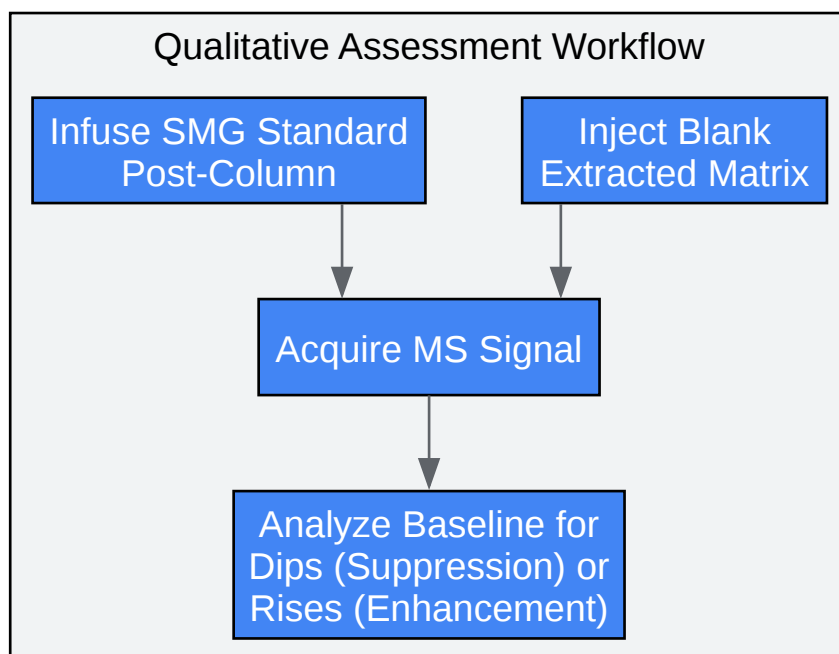 Qualitative Assessment Workflow
Infuse SMG Standard
Post-Column
Inject Blank
Extracted Matrix
Acquire MS Signal
Analyze Baseline for
Dips (Suppression) or
Rises (Enhancement)